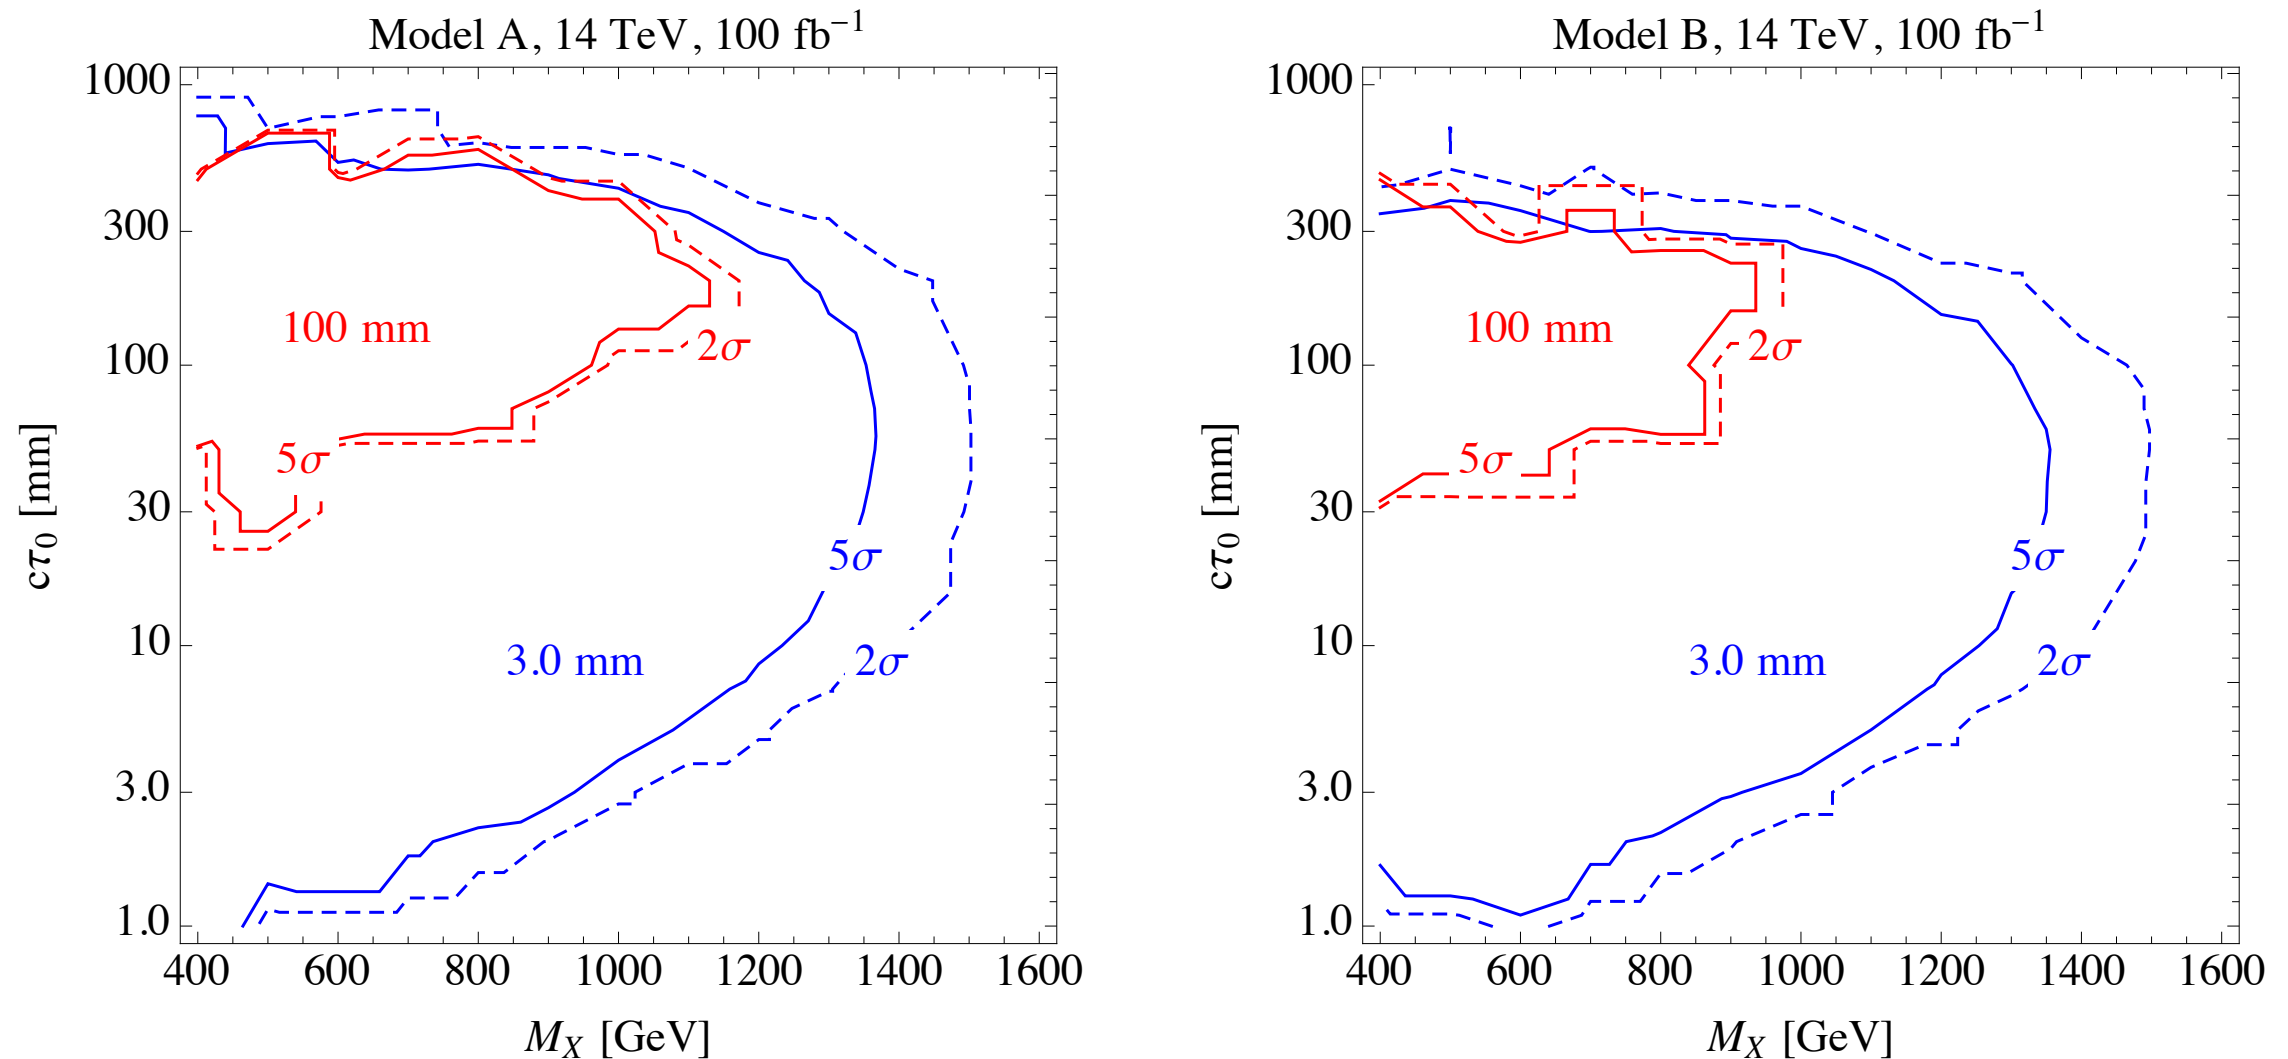 Model A, 14 TeV, 100 fb⁻¹
1000
300
100
30
10
3.0
1.0
cτ₀ [mm]
100 mm
2σ
5σ
5σ
3.0 mm
2σ
400 600 800 1000 1200 1400 1600
M_X [GeV]
Model B, 14 TeV, 100 fb⁻¹
1000
300
100
30
10
3.0
1.0
cτ₀ [mm]
100 mm
2σ
5σ
5σ
3.0 mm
2σ
400 600 800 1000 1200 1400 1600
M_X [GeV]